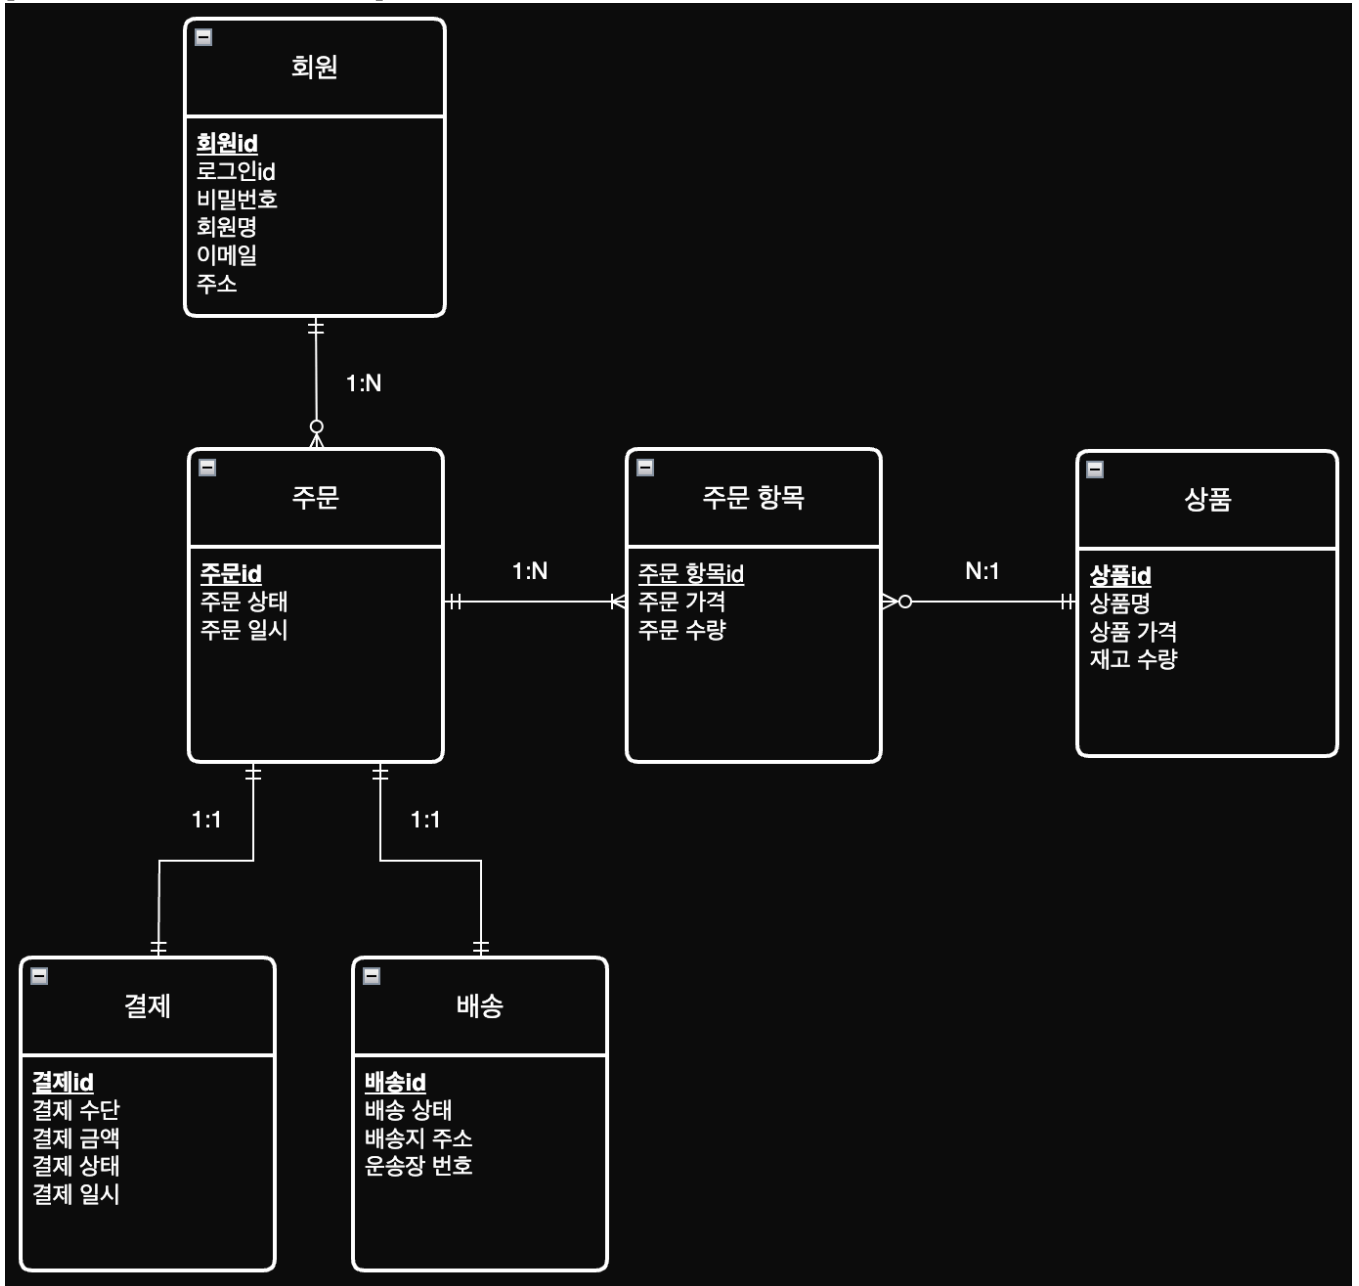 회원
회원id
로그인id
비밀번호
회원명
이메일
주소
1:N
주문
주문id
주문 상태
주문 일시
1:N
주문 항목
주문 항목id
주문 가격
주문 수량
N:1
상품
상품id
상품명
상품 가격
재고 수량
1:1
1:1
결제
결제id
결제 수단
결제 금액
결제 상태
결제 일시
배송
배송id
배송 상태
배송지 주소
운송장 번호